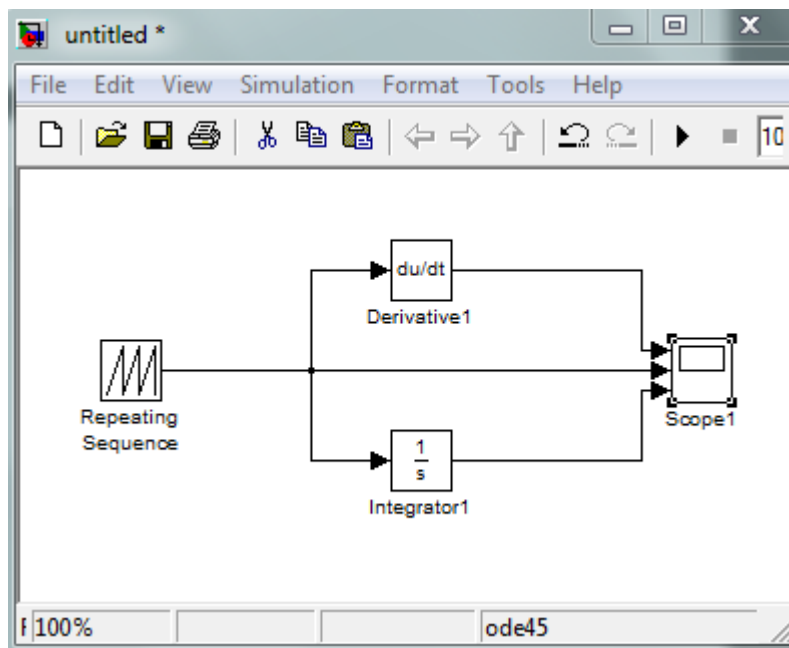 untitled *
File Edit View Simulation Format Tools Help
10
du/dt
Derivative1
Repeating
Sequence
Scope1
1
s
Integrator1
100% ode45